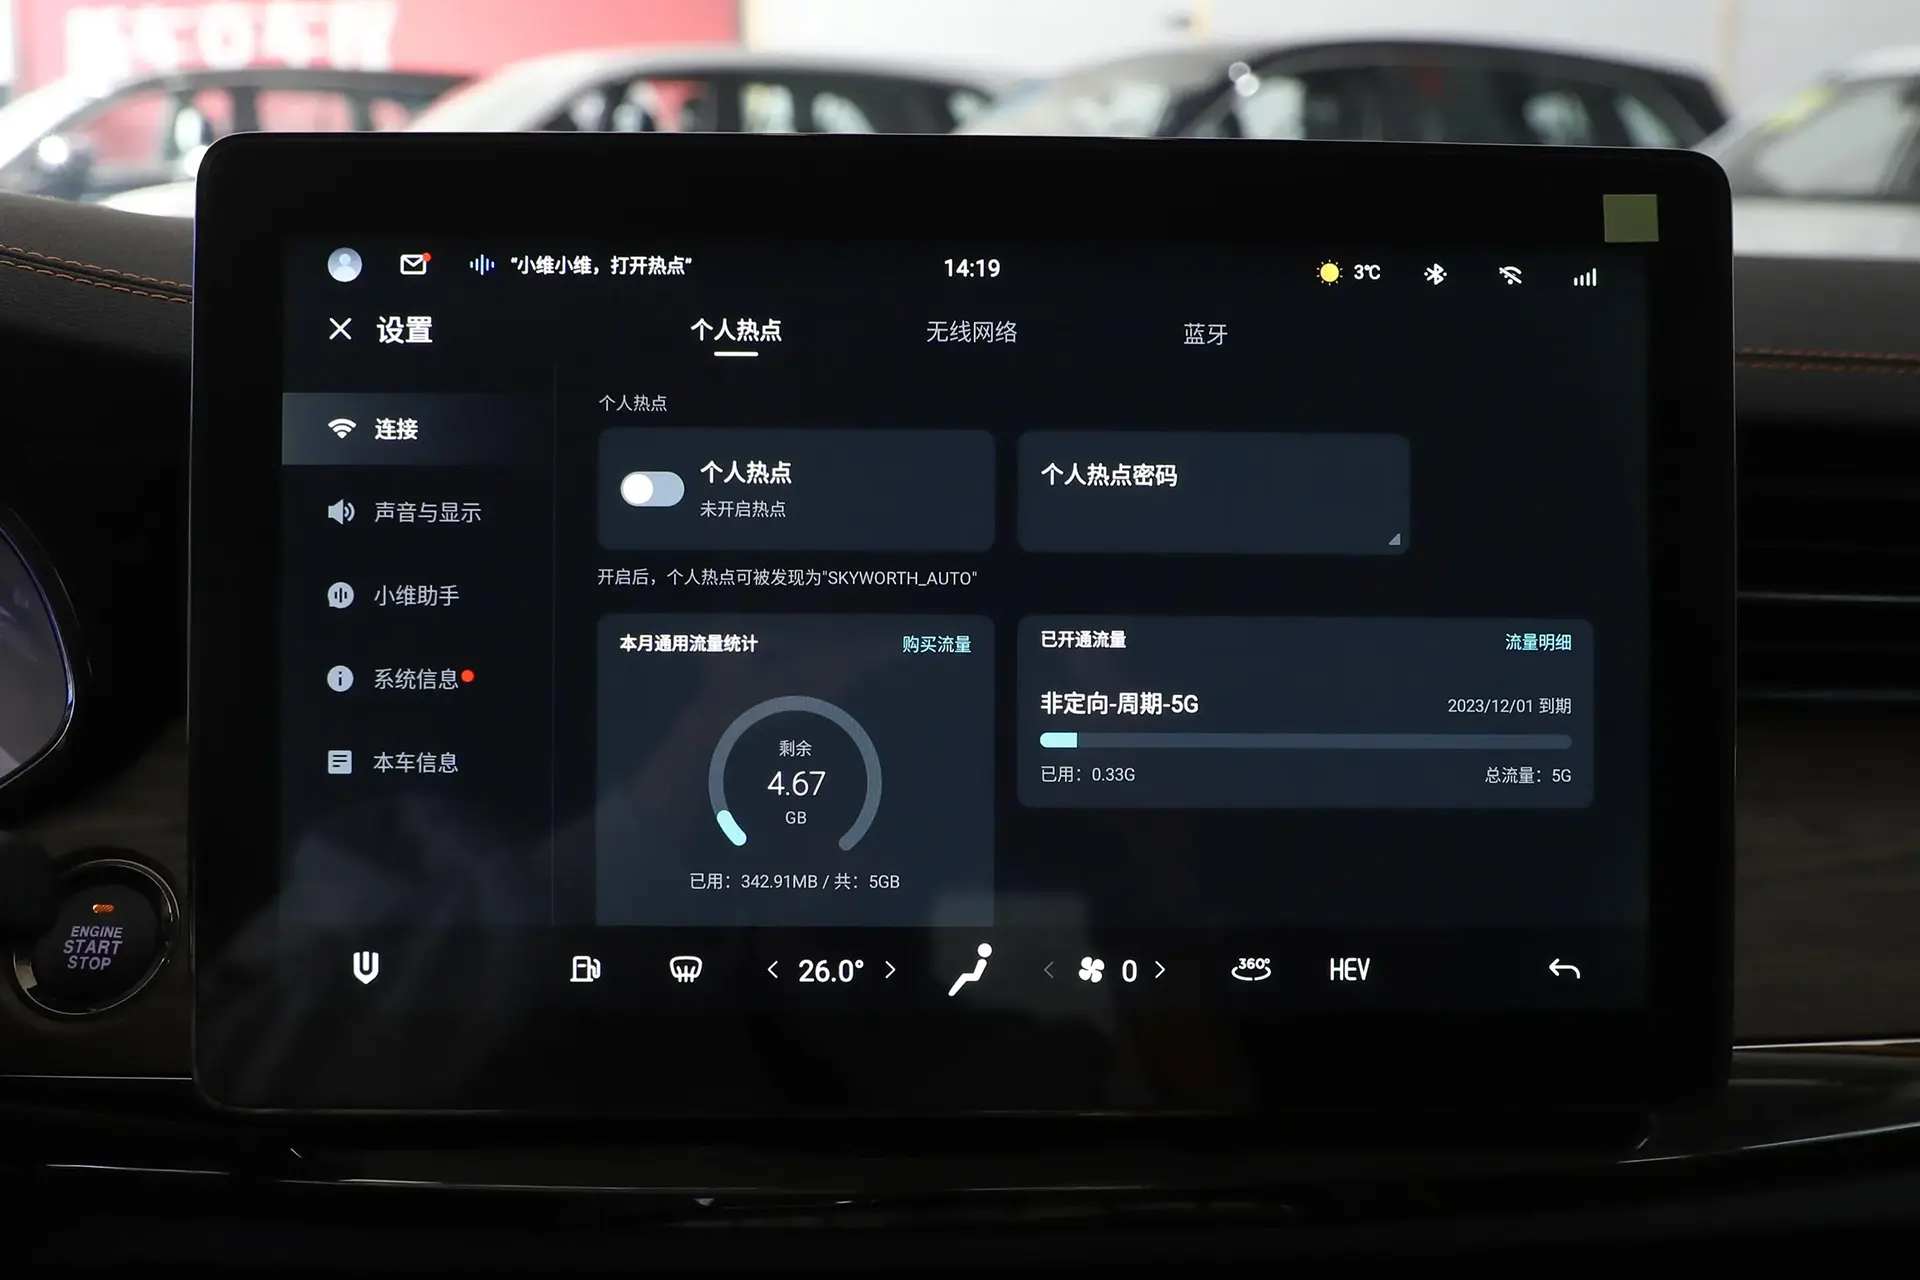 “小维小维，打开热点”
14:19
3℃
设置
个人热点
无线网络
蓝牙
连接
声音与显示
小维助手
系统信息
本车信息
个人热点
个人热点
未开启热点
个人热点密码
开启后，个人热点可被发现为"SKYWORTH_AUTO"
本月通用流量统计
购买流量
剩余
4.67
GB
已用：342.91MB / 共：5GB
已开通流量
流量明细
非定向-周期-5G
2023/12/01 到期
已用：0.33G
总流量：5G
26.0°
0
360°
HEV
ENGINE
START
STOP